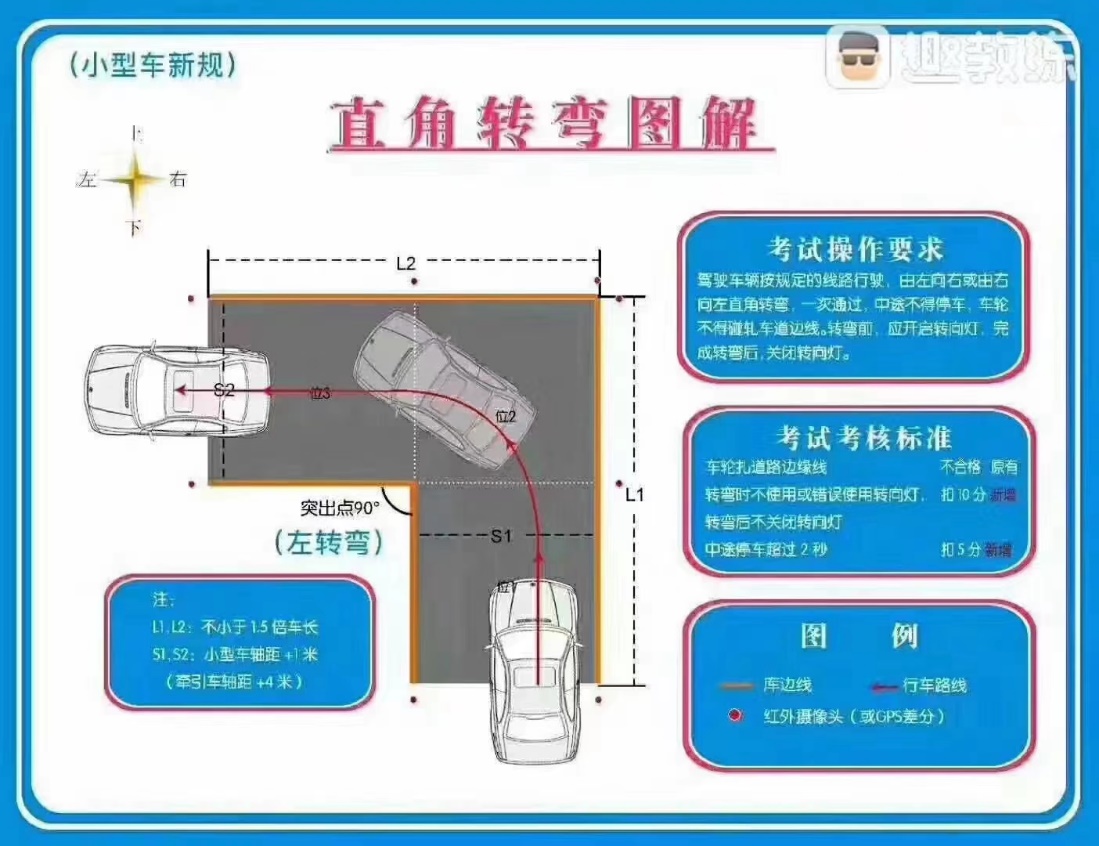 (小型车新规)
趣教练
直角转弯图解
上
左 右
下
L2
S2
位3
位2
L1
突出点90°
S1
(左转弯)
考试操作要求
驾驶车辆按规定的线路行驶，由左向右或由右
向左直角转弯，一次通过，中途不得停车，车轮
不得碰轧车道边线。转弯前，应开启转向灯，完
成转弯后，关闭转向灯。
考试考核标准
车轮扎道路边缘线 不合格 原有
转弯时不使用或错误使用转向灯， 扣10分 新增
转弯后不关闭转向灯
中途停车超过2秒 扣5分 新增
注：
L1，L2：不小于1.5倍车长
S1，S2：小型车轴距+1米
（牵引车轴距+4米）
图 例
库边线 行车路线
红外摄像头（或GPS差分）